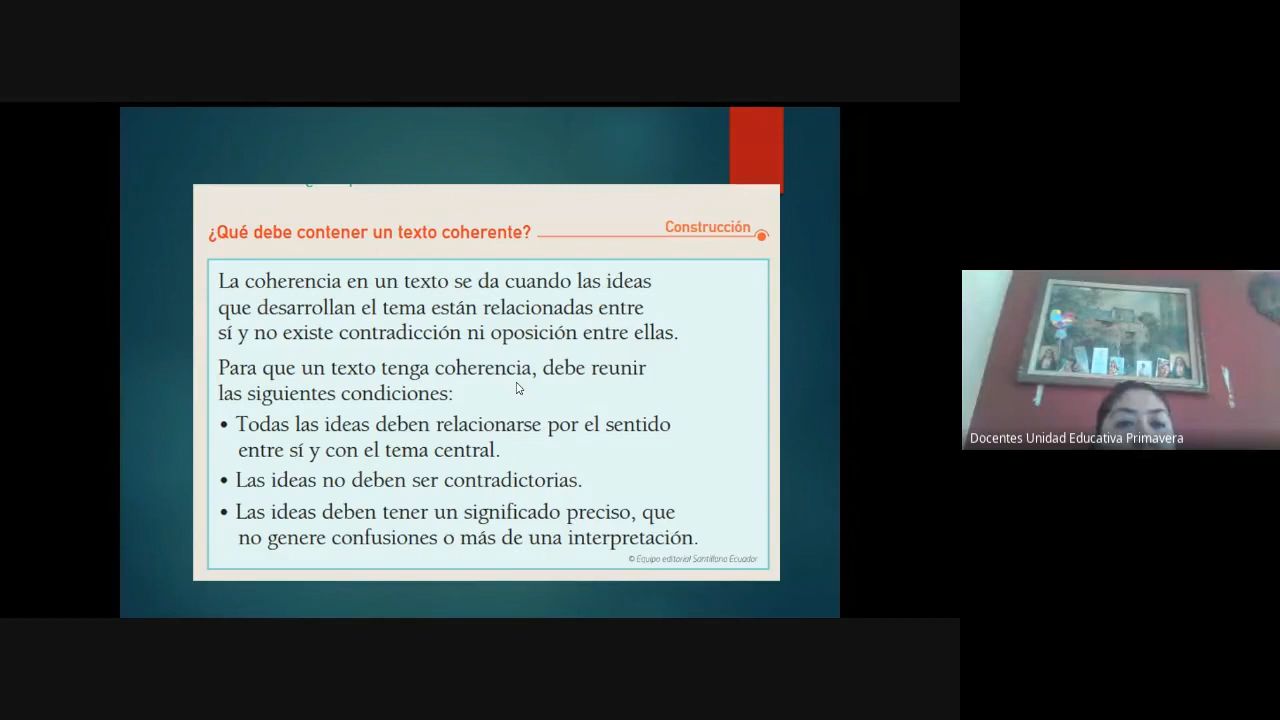 ¿Qué debe contener un texto coherente?
Construcción
La coherencia en un texto se da cuando las ideas
que desarrollan el tema están relacionadas entre
sí y no existe contradicción ni oposición entre ellas.
Para que un texto tenga coherencia, debe reunir
las siguientes condiciones:
• Todas las ideas deben relacionarse por el sentido
entre sí y con el tema central.
• Las ideas no deben ser contradictorias.
• Las ideas deben tener un significado preciso, que
no genere confusiones o más de una interpretación.
© Equipo editorial Santillana Ecuador
Docentes Unidad Educativa Primavera